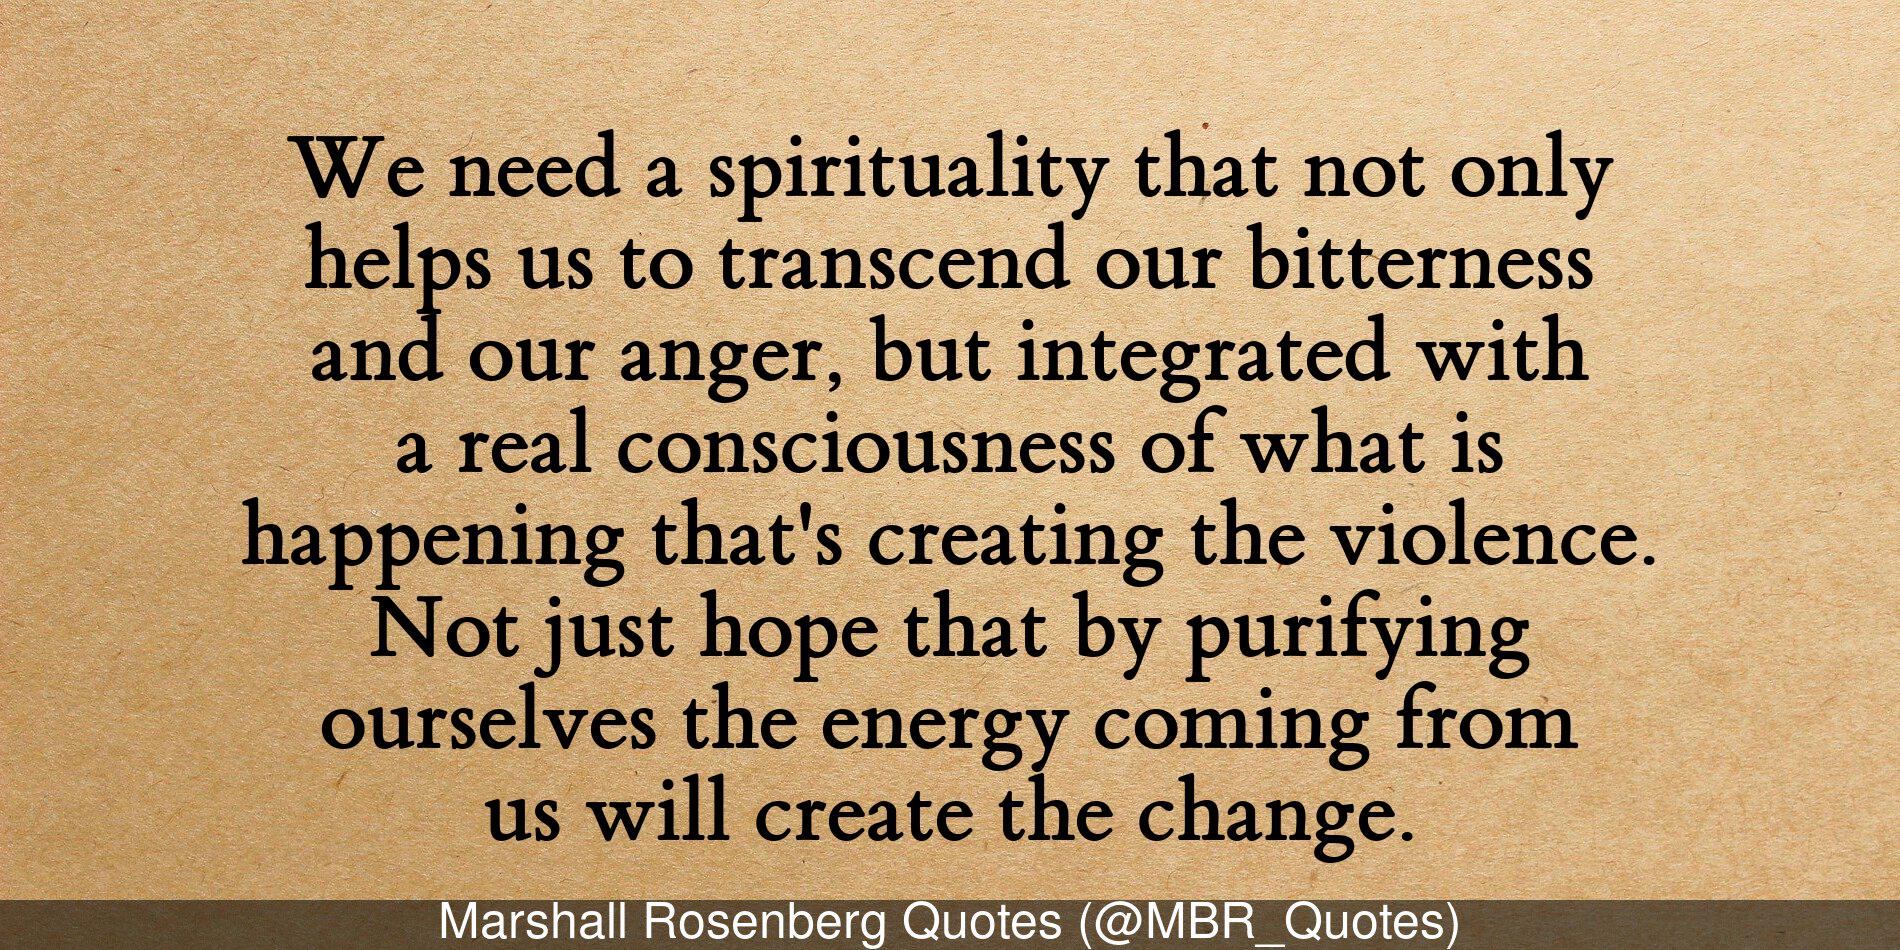 We need a spirituality that not only
helps us to transcend our bitterness
and our anger, but integrated with
a real consciousness of what is
happening that's creating the violence.
Not just hope that by purifying
ourselves the energy coming from
us will create the change.
Marshall Rosenberg Quotes (@MBR_Quotes)